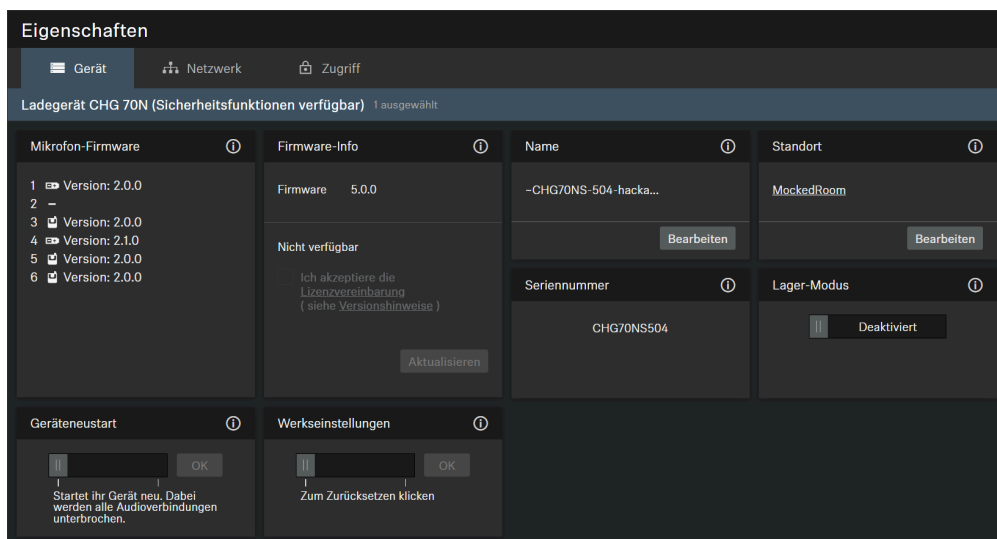 Eigenschaften
Gerät Netzwerk Zugriff
Ladegerät CHG 70N (Sicherheitsfunktionen verfügbar) 1 ausgewählt
Mikrofon-Firmware
1 Version: 2.0.0
2 –
3 Version: 2.0.0
4 Version: 2.1.0
5 Version: 2.0.0
6 Version: 2.0.0
Firmware-Info
Firmware 5.0.0
Nicht verfügbar
Ich akzeptiere die
Lizenzvereinbarung
( siehe Versionshinweise )
Aktualisieren
Name
~CHG70NS-504-hacka...
Bearbeiten
Standort
MockedRoom
Bearbeiten
Seriennummer
CHG70NS504
Lager-Modus
Deaktiviert
Geräteneustart
OK
Startet ihr Gerät neu. Dabei
werden alle Audioverbindungen
unterbrochen.
Werkseinstellungen
OK
Zum Zurücksetzen klicken